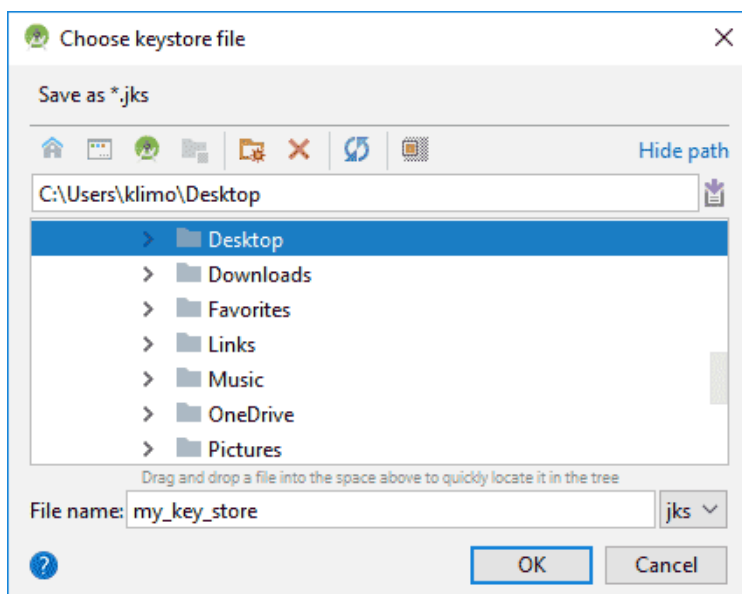 Choose keystore file
Save as *.jks
Hide path
C:\Users\klimo\Desktop
Desktop
Downloads
Favorites
Links
Music
OneDrive
Pictures
Drag and drop a file into the space above to quickly locate it in the tree
File name: my_key_store jks
? OK Cancel